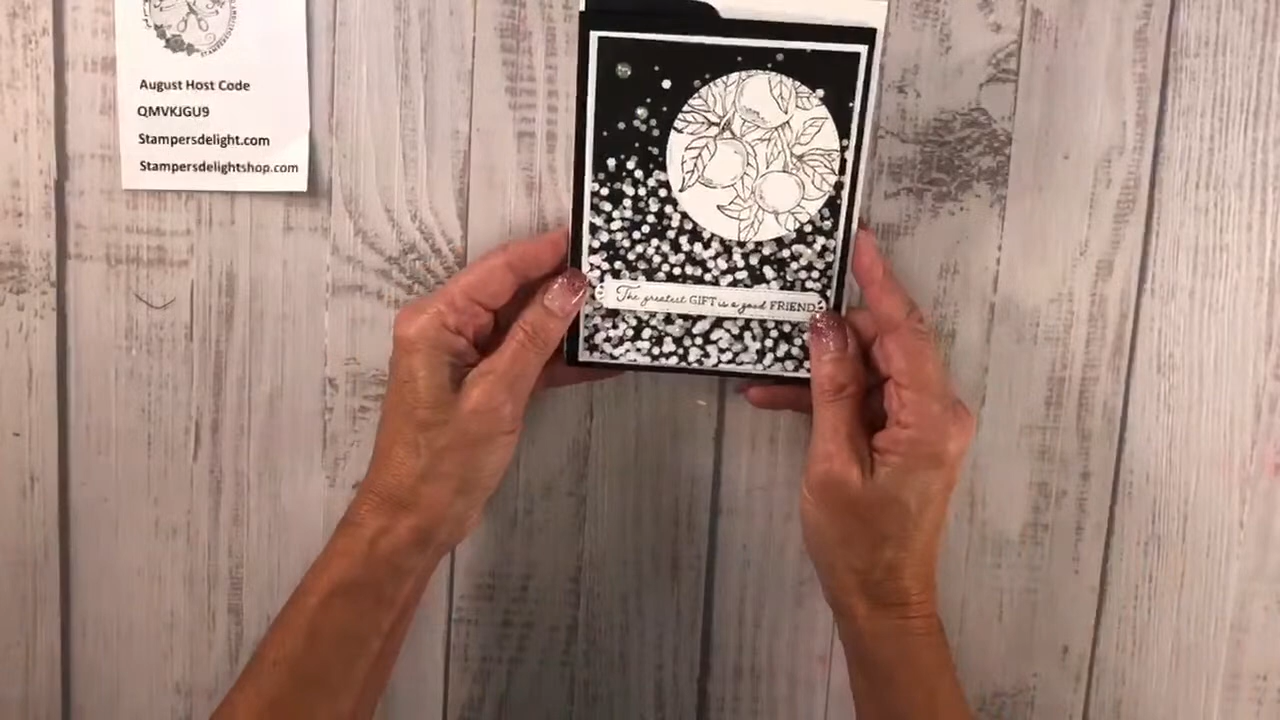 August Host Code
QMVKJGU9
Stampersdelight.com
Stampersdelightshop.com
The greatest GIFT is a good FRIEND